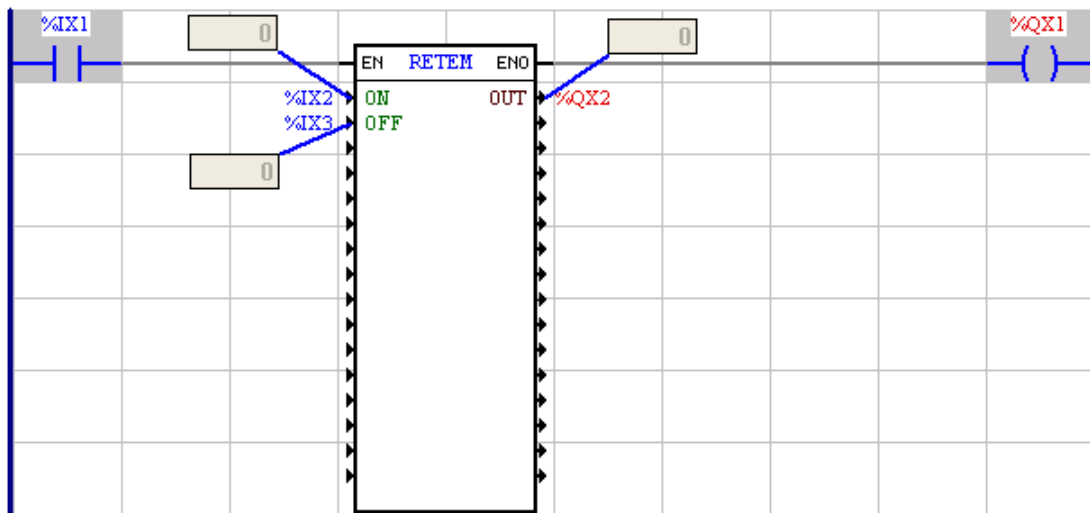 %IX1
0
0
%QX1
EN RETEM ENO
%IX2 ON OUT %QX2
%IX3 OFF
0